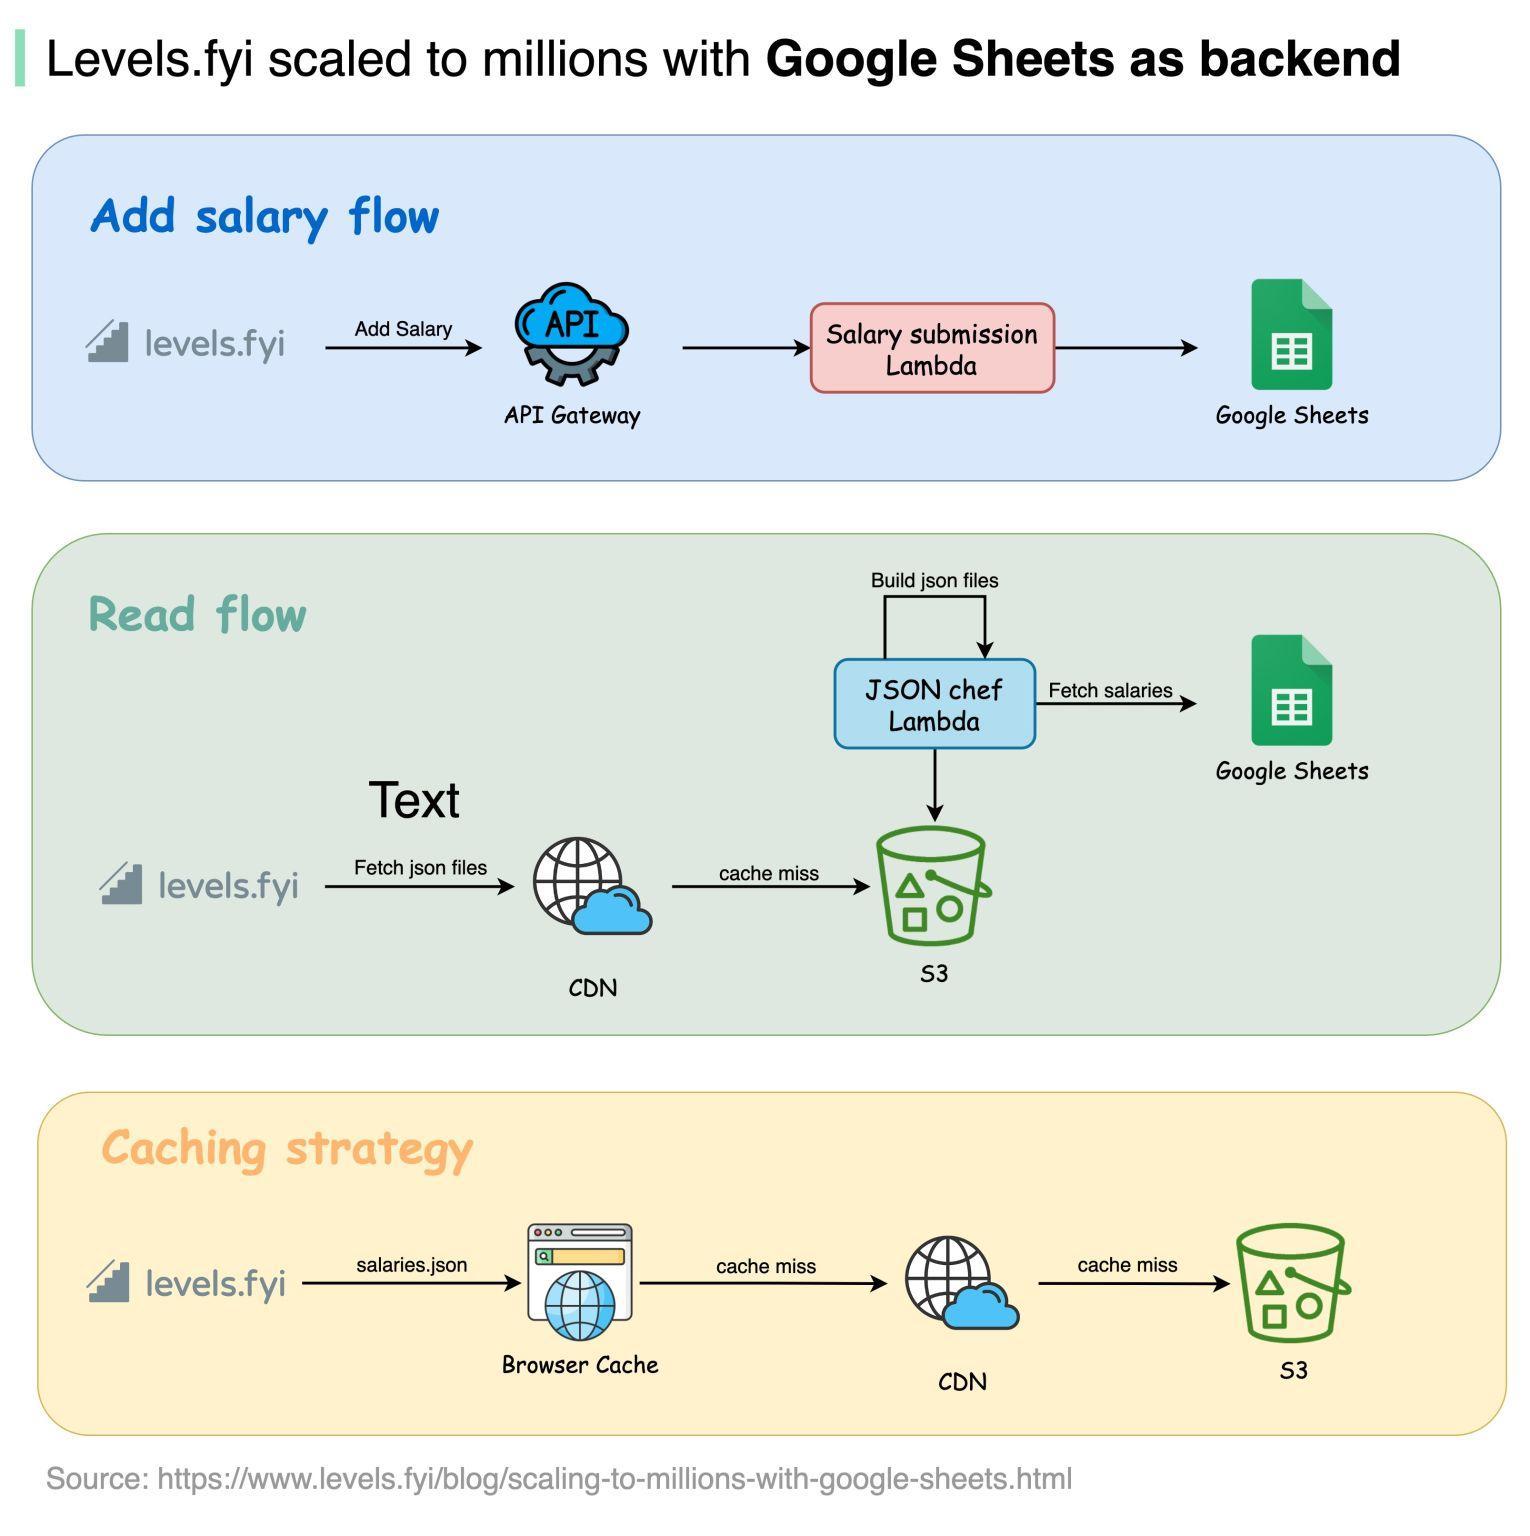 Levels.fyi scaled to millions with Google Sheets as backend
Add salary flow
levels.fyi
Add Salary
API
API Gateway
Salary submission
Lambda
Google Sheets
Read flow
Build json files
JSON chef
Lambda
Fetch salaries
Google Sheets
Text
levels.fyi
Fetch json files
CDN
cache miss
S3
Caching strategy
levels.fyi
salaries.json
Browser Cache
cache miss
CDN
cache miss
S3
Source: https://www.levels.fyi/blog/scaling-to-millions-with-google-sheets.html